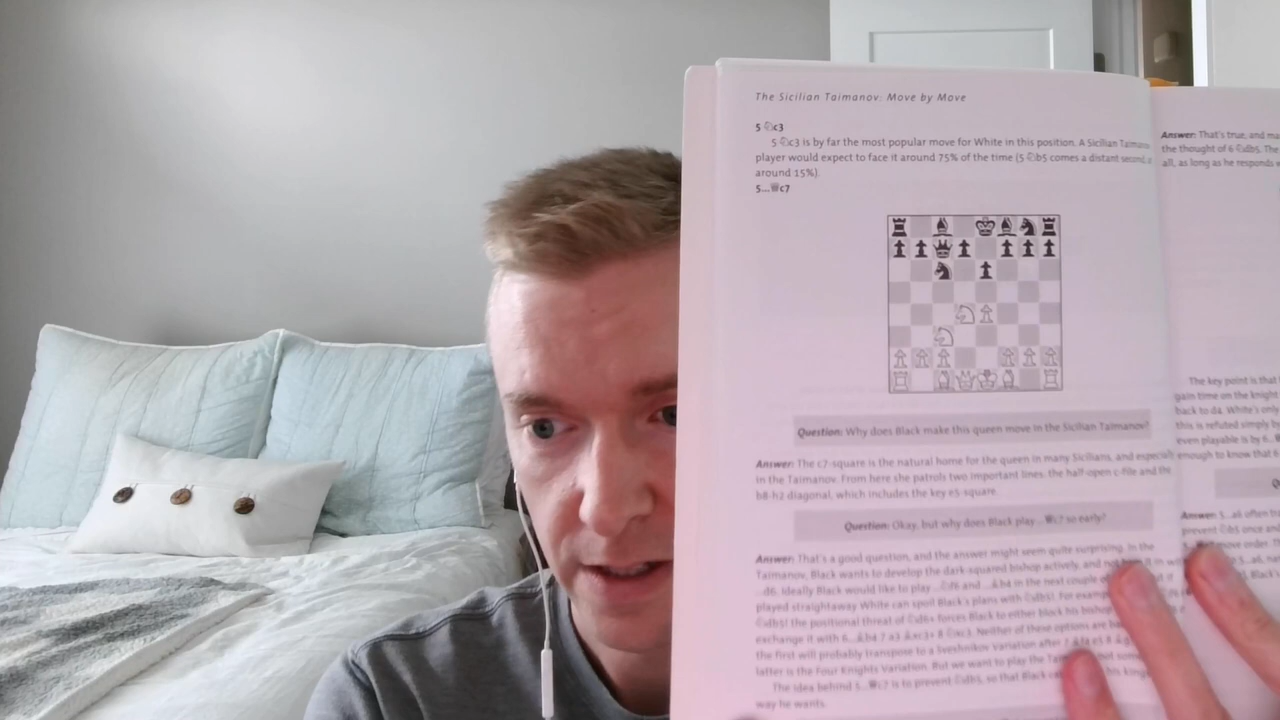 The Sicilian Taimanov: Move by Move
5 ♘c3
5 ♘c3 is by far the most popular move for White in this position. A Sicilian Taimanov
player would expect to face it around 75% of the time (5 ♘b5 comes a distant second, at
around 15%).
5...♛c7
Question: Why does Black make this queen move in the Sicilian Taimanov?
Answer: The c7-square is the natural home for the queen in many Sicilians, and especially
in the Taimanov. From here she patrols two important lines: the half-open c-file and the
b8-h2 diagonal, which includes the key e5-square.
Question: Okay, but why does Black play ...♛c7 so early?
Answer: That's a good question, and the answer might seem quite surprising. In the
Taimanov, Black wants to develop the dark-squared bishop actively, and not hem it in with
...d6. Ideally Black would like to play ...♘f6 and ...♝b4 in the next couple of
played straightaway White can spoil Black's plans with ♘db5!. For example
♘db5! the positional threat of ♘d6+ forces Black to either block his bishop
exchange it with 6...♝b4 7 a3 ♝xc3+ 8 ♘xc3. Neither of these options are
the first will probably transpose to a Sveshnikov Variation after 7 ♗f4 e5 8
latter is the Four Knights Variation. But we want to play the
The idea behind 5...♛c7 is to prevent ♘db5, so that Black can his
way he wants.
Answer: That's true, and
the thought of 6 ♘db5. The
all, as long as he responds
The key point is that
gain time on the knight
back to d4. White's only
this is refuted simply by
even playable is by 6
enough to know that 6
Answer: 5...a6 often
prevent ♘b5 once and
move order.